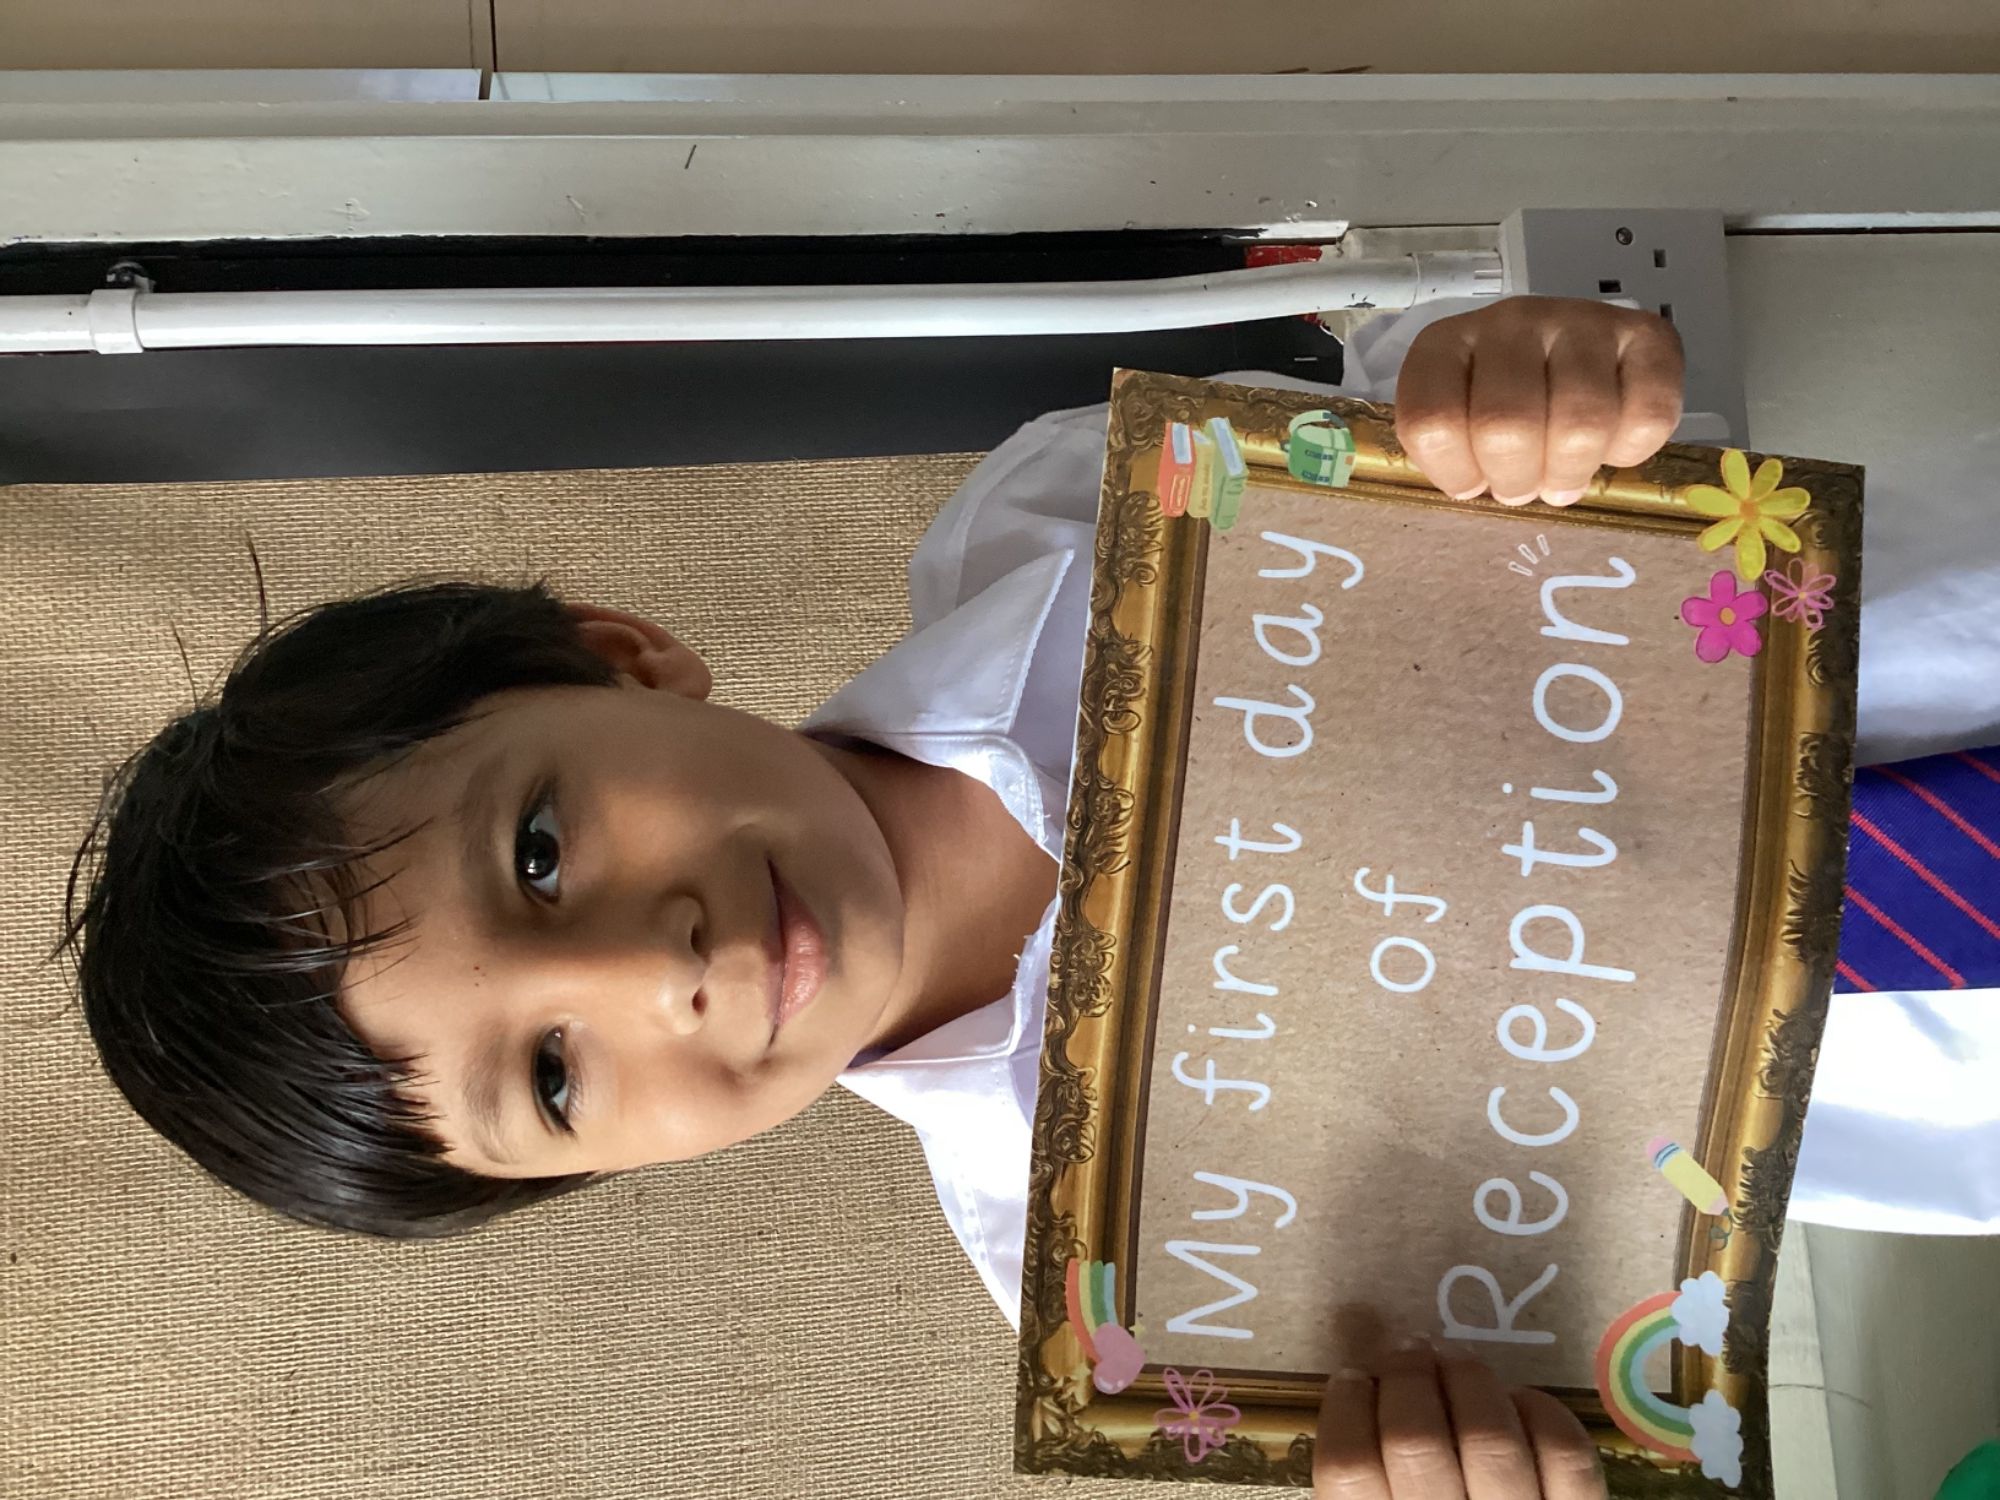 My first day
of
Reception